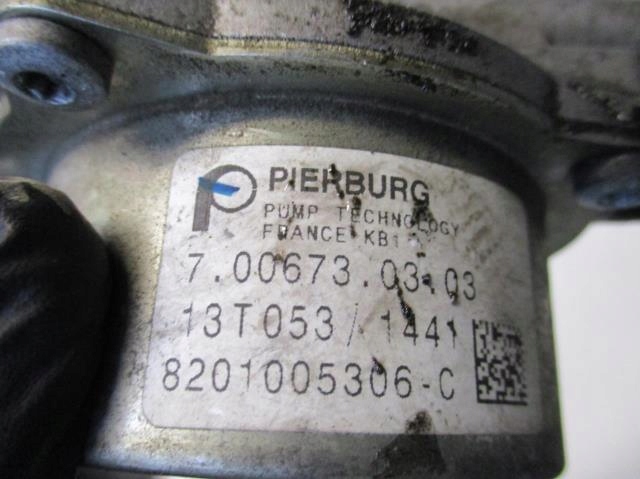 PIERBURG
PUMP TECHNOLOGY
FRANCE KB1
7.00673.03.03
13T053/1441
8201005306-C